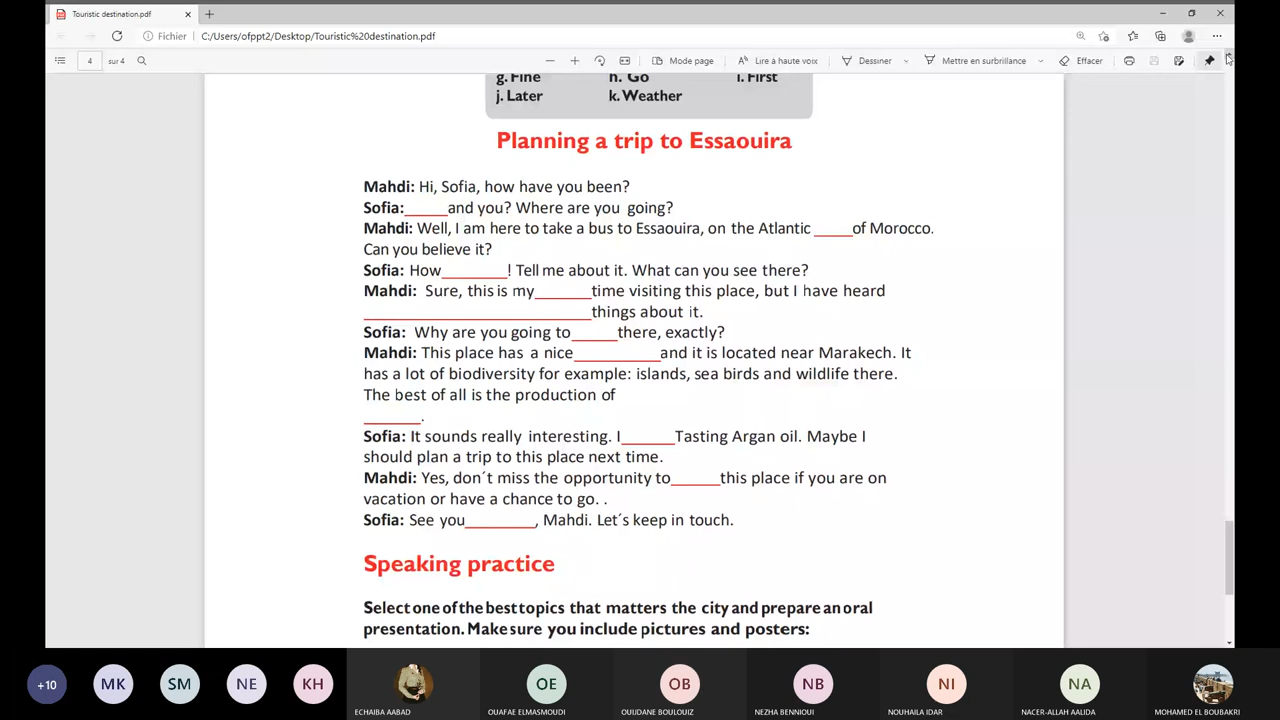 Touristic destination.pdf
Fichier
C:/Users/ofppt2/Desktop/Touristic%20destination.pdf
4 sur 4
Mode page
Lire à haute voix
Dessiner
Mettre en surbrillance
Effacer
g. Fine h. Go i. First
j. Later k. Weather
Planning a trip to Essaouira
Mahdi: Hi, Sofia, how have you been?
Sofia:_____and you? Where are you going?
Mahdi: Well, I am here to take a bus to Essaouira, on the Atlantic _____of Morocco.
Can you believe it?
Sofia: How________! Tell me about it. What can you see there?
Mahdi: Sure, this is my_______time visiting this place, but I have heard
____________________________things about it.
Sofia: Why are you going to_____there, exactly?
Mahdi: This place has a nice__________and it is located near Marakech. It
has a lot of biodiversity for example: islands, sea birds and wildlife there.
The best of all is the production of
_______.
Sofia: It sounds really interesting. I______Tasting Argan oil. Maybe I
should plan a trip to this place next time.
Mahdi: Yes, don´t miss the opportunity to______this place if you are on
vacation or have a chance to go. .
Sofia: See you________, Mahdi. Let´s keep in touch.
Speaking practice
Select one of the best topics that matters the city and prepare an oral
presentation. Make sure you include pictures and posters:
+10
MK
SM
NE
KH
ECHAIBA AABAD
OE
OUAFAE ELMASMOUDI
OB
OUIJDANE BOULOUIZ
NB
NEZHA BENNIOUI
NI
NOUHAILA IDAR
NA
NACER-ALLAH AALIDA
MOHAMED EL BOUBAKRI